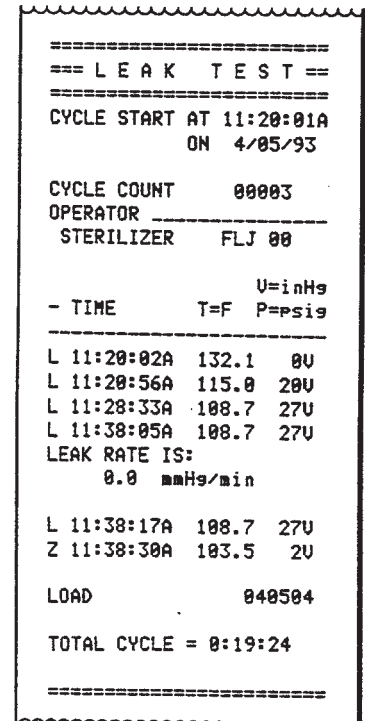 ===========================
=== L E A K   T E S T ==
===========================
CYCLE START AT 11:20:01A
ON 4/05/93
CYCLE COUNT 00003
OPERATOR _______________
STERILIZER FLJ 00
V=inHg
- TIME T=F P=psig
---------------------------
L 11:20:02A 132.1 0V
L 11:20:56A 115.0 20V
L 11:28:33A 108.7 27V
L 11:38:05A 108.7 27V
LEAK RATE IS:
0.0 mmHg/min
L 11:38:17A 108.7 27V
Z 11:38:30A 103.5 2V
LOAD 040504
TOTAL CYCLE = 0:19:24
===========================